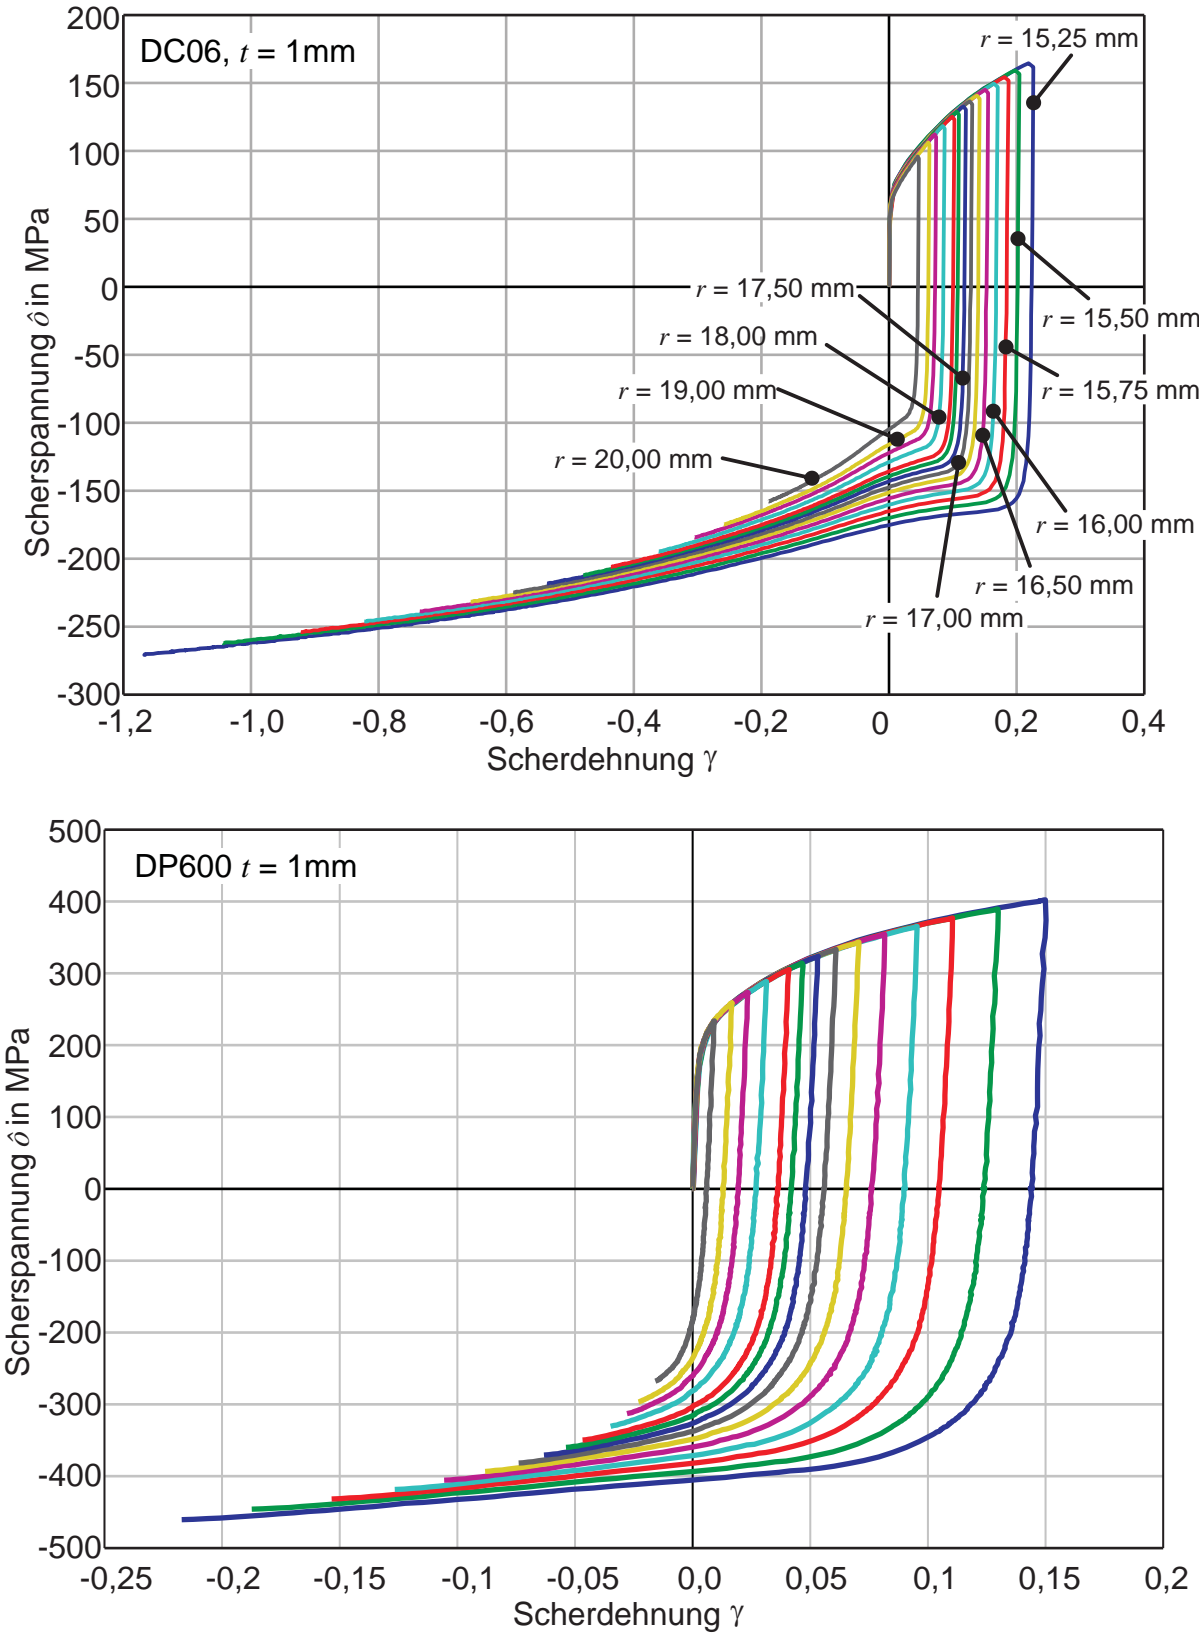 200
DC06, t = 1mm
r = 15,25 mm
150
100
50
0
r = 17,50 mm
r = 15,50 mm
-50
r = 18,00 mm
r = 19,00 mm
r = 15,75 mm
-100
r = 20,00 mm
-150
r = 16,00 mm
-200
r = 16,50 mm
r = 17,00 mm
-250
-300
Scherspannung ô in MPa
-1,2 -1,0 -0,8 -0,6 -0,4 -0,2 0 0,2 0,4
Scherdehnung γ
500
DP600 t = 1mm
400
300
200
100
0
-100
-200
-300
-400
-500
Scherspannung ô in MPa
-0,25 -0,2 -0,15 -0,1 -0,05 0,0 0,05 0,1 0,15 0,2
Scherdehnung γ